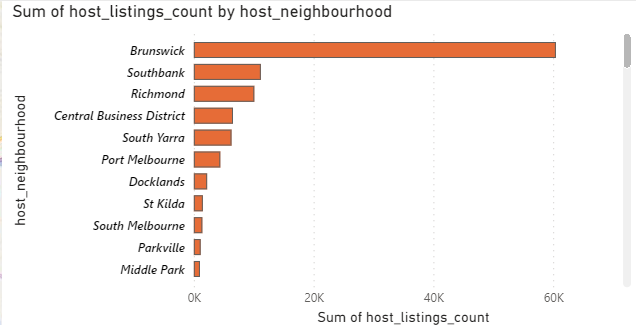 Sum of host_listings_count by host_neighbourhood
host_neighbourhood
Brunswick
Southbank
Richmond
Central Business District
South Yarra
Port Melbourne
Docklands
St Kilda
South Melbourne
Parkville
Middle Park
0K 20K 40K 60K
Sum of host_listings_count